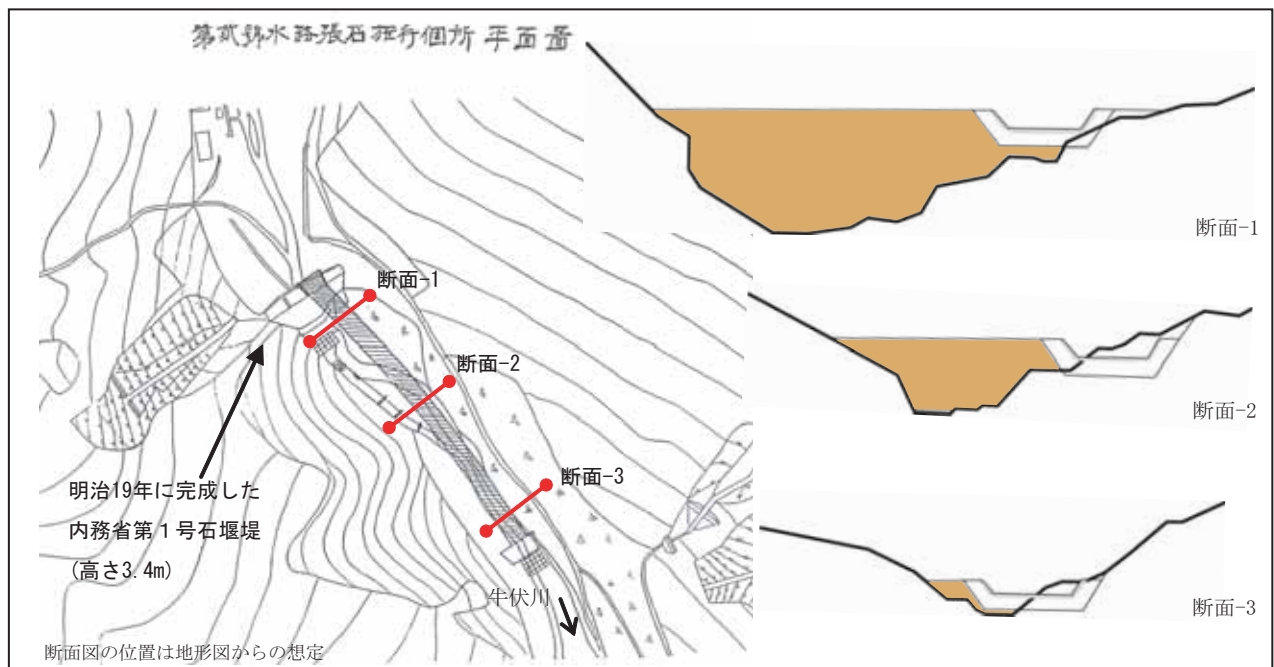 第弐号水路張石施行個所平面図
断面-1
断面-2
断面-3
明治19年に完成した
内務省第１号石堰堤
(高さ3.4m)
牛伏川
断面図の位置は地形図からの想定
断面-1
断面-2
断面-3